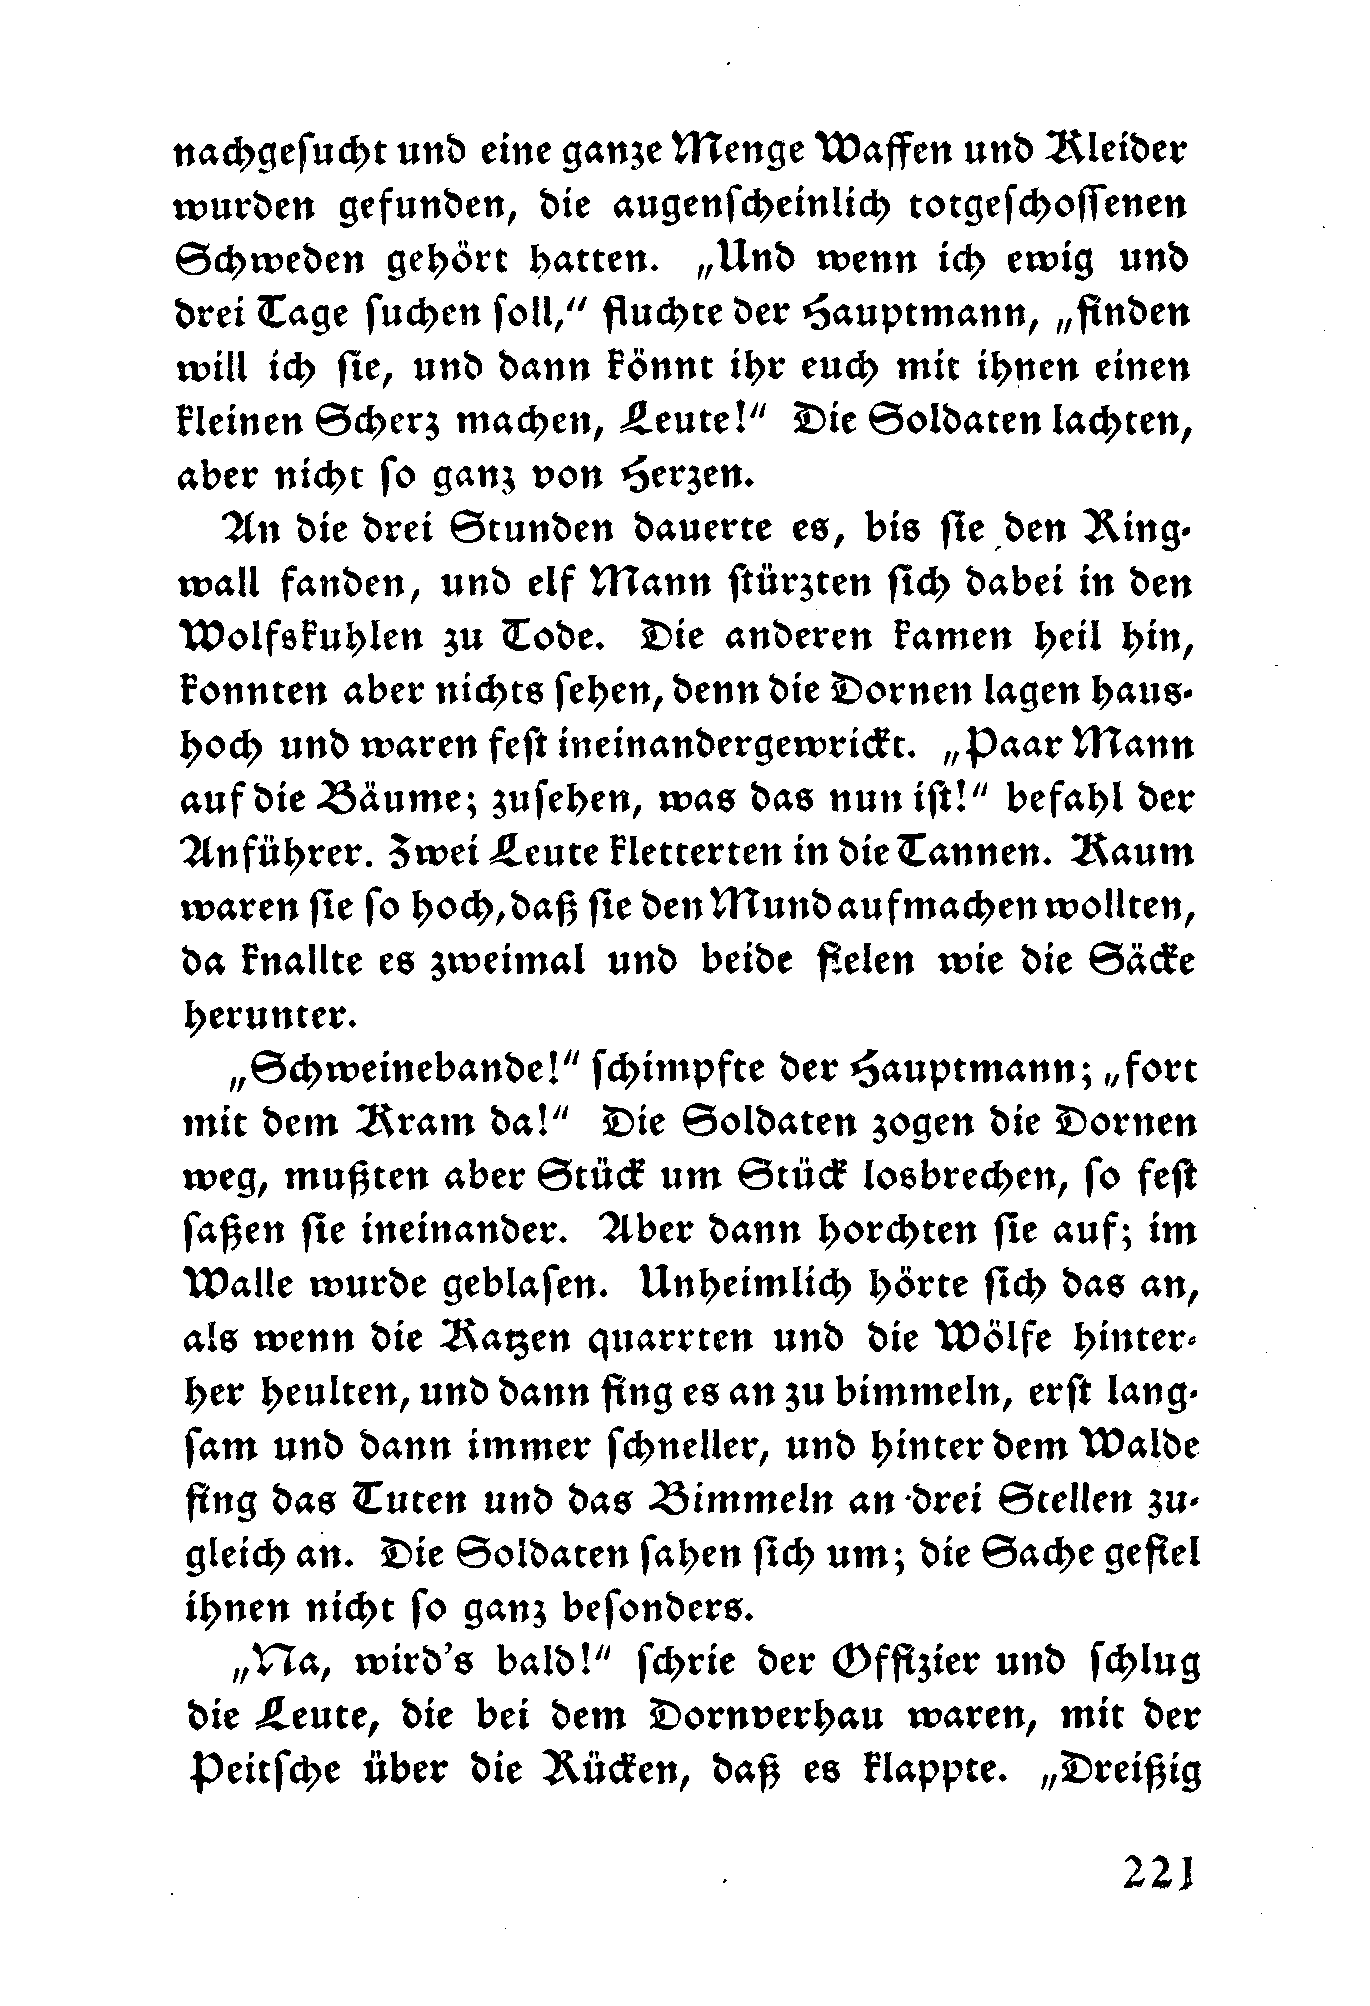 nachgesucht und eine ganze Menge Waffen und Kleider
wurden gefunden, die augenscheinlich totgeschossenen
Schweden gehört hatten. „Und wenn ich ewig und
drei Tage suchen soll,“ fluchte der Hauptmann, „finden
will ich sie, und dann könnt ihr euch mit ihnen einen
kleinen Scherz machen, Leute!“ Die Soldaten lachten,
aber nicht so ganz von Herzen.
An die drei Stunden dauerte es, bis sie den Ring-
wall fanden, und elf Mann stürzten sich dabei in den
Wolfskuhlen zu Tode. Die anderen kamen heil hin,
konnten aber nichts sehen, denn die Dornen lagen haus-
hoch und waren fest ineinandergewrickt. „Paar Mann
auf die Bäume; zusehen, was das nun ist!“ befahl der
Anführer. Zwei Leute kletterten in die Tannen. Kaum
waren sie so hoch, daß sie den Mund aufmachen wollten,
da knallte es zweimal und beide fielen wie die Säcke
herunter.
„Schweinebande!“ schimpfte der Hauptmann; „fort
mit dem Kram da!“ Die Soldaten zogen die Dornen
weg, mußten aber Stück um Stück losbrechen, so fest
saßen sie ineinander. Aber dann horchten sie auf; im
Walle wurde geblasen. Unheimlich hörte sich das an,
als wenn die Katzen quarrten und die Wölfe hinter-
her heulten, und dann fing es an zu bimmeln, erst lang-
sam und dann immer schneller, und hinter dem Walde
fing das Tuten und das Bimmeln an drei Stellen zu-
gleich an. Die Soldaten sahen sich um; die Sache gefiel
ihnen nicht so ganz besonders.
„Na, wird's bald!“ schrie der Offizier und schlug
die Leute, die bei dem Dornverhau waren, mit der
Peitsche über die Rücken, daß es klappte. „Dreißig
221